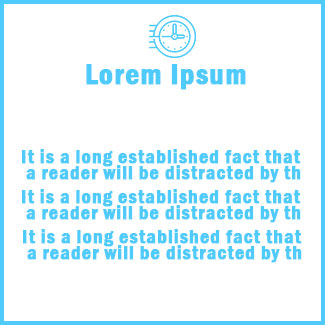 Lorem Ipsum
It is a long established fact that
a reader will be distracted by th
It is a long established fact that
a reader will be distracted by th
It is a long established fact that
a reader will be distracted by th